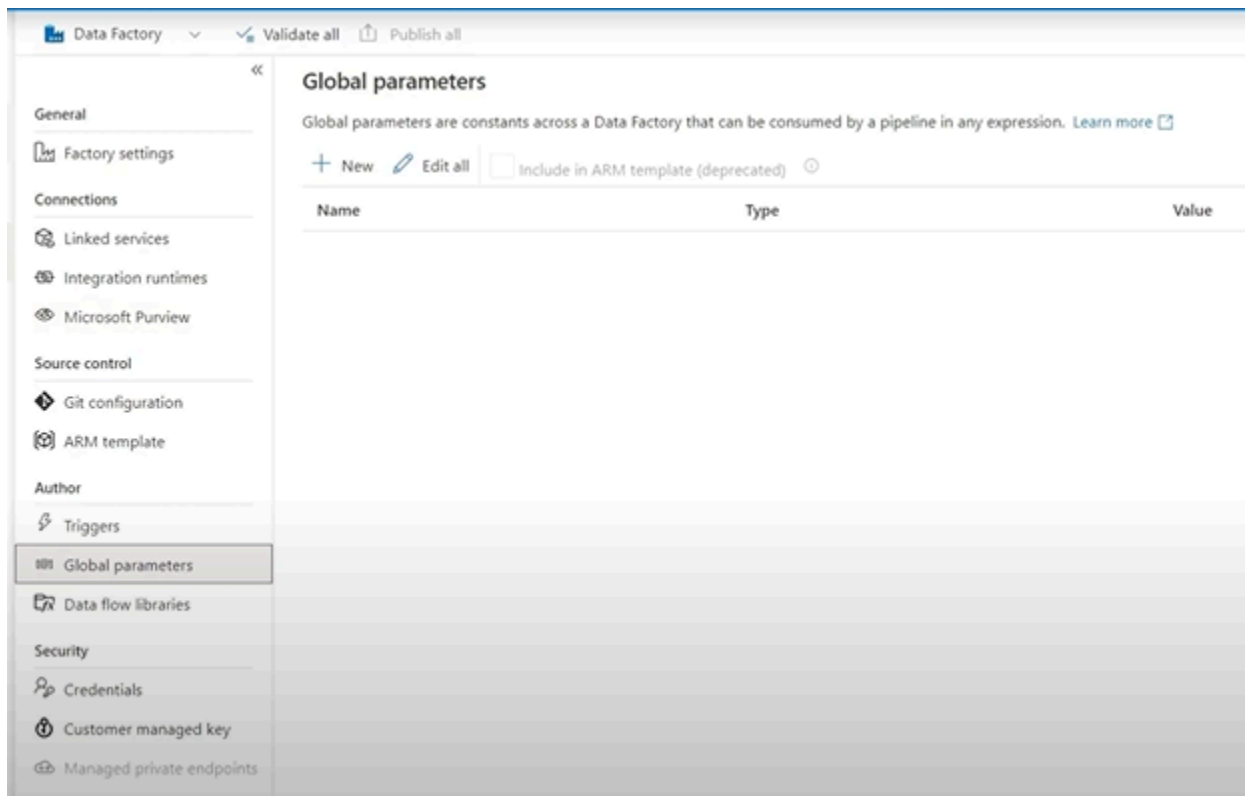 Data Factory
Validate all
Publish all
General
Factory settings
Connections
Linked services
Integration runtimes
Microsoft Purview
Source control
Git configuration
ARM template
Author
Triggers
Global parameters
Data flow libraries
Security
Credentials
Customer managed key
Managed private endpoints
Global parameters
Global parameters are constants across a Data Factory that can be consumed by a pipeline in any expression. Learn more
New
Edit all
Include in ARM template (deprecated)
Name Type Value